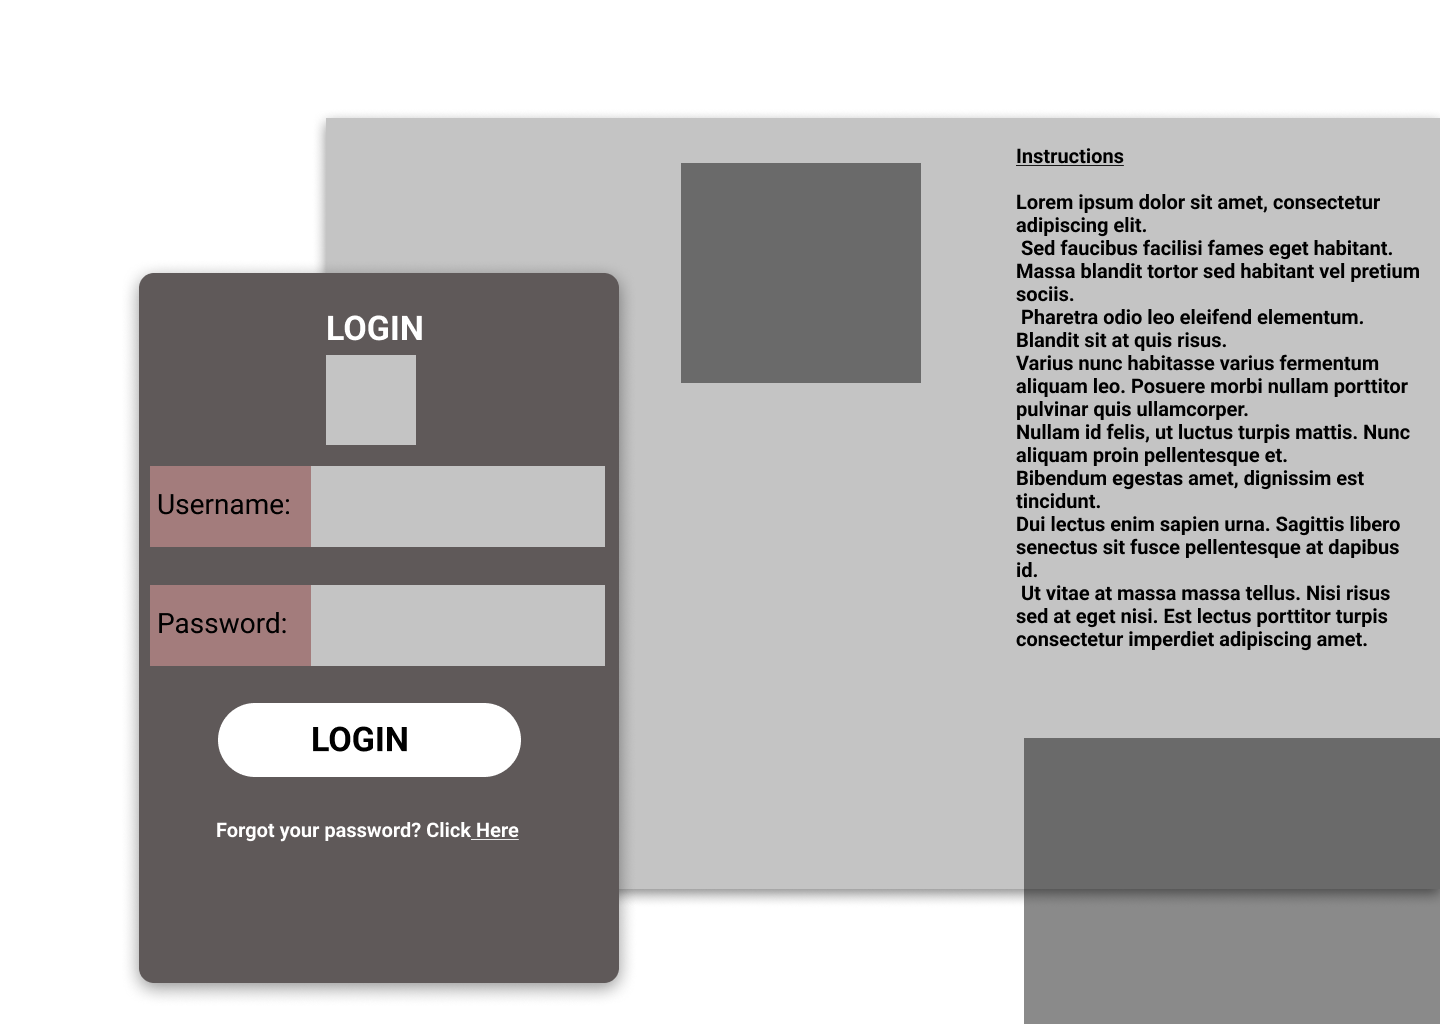 LOGIN
Username:
Password:
LOGIN
Forgot your password? Click Here
Instructions
Lorem ipsum dolor sit amet, consectetur
adipiscing elit.
Sed faucibus facilisi fames eget habitant.
Massa blandit tortor sed habitant vel pretium
sociis.
Pharetra odio leo eleifend elementum.
Blandit sit at quis risus.
Varius nunc habitasse varius fermentum
aliquam leo. Posuere morbi nullam porttitor
pulvinar quis ullamcorper.
Nullam id felis, ut luctus turpis mattis. Nunc
aliquam proin pellentesque et.
Bibendum egestas amet, dignissim est
tincidunt.
Dui lectus enim sapien urna. Sagittis libero
senectus sit fusce pellentesque at dapibus
id.
Ut vitae at massa massa tellus. Nisi risus
sed at eget nisi. Est lectus porttitor turpis
consectetur imperdiet adipiscing amet.